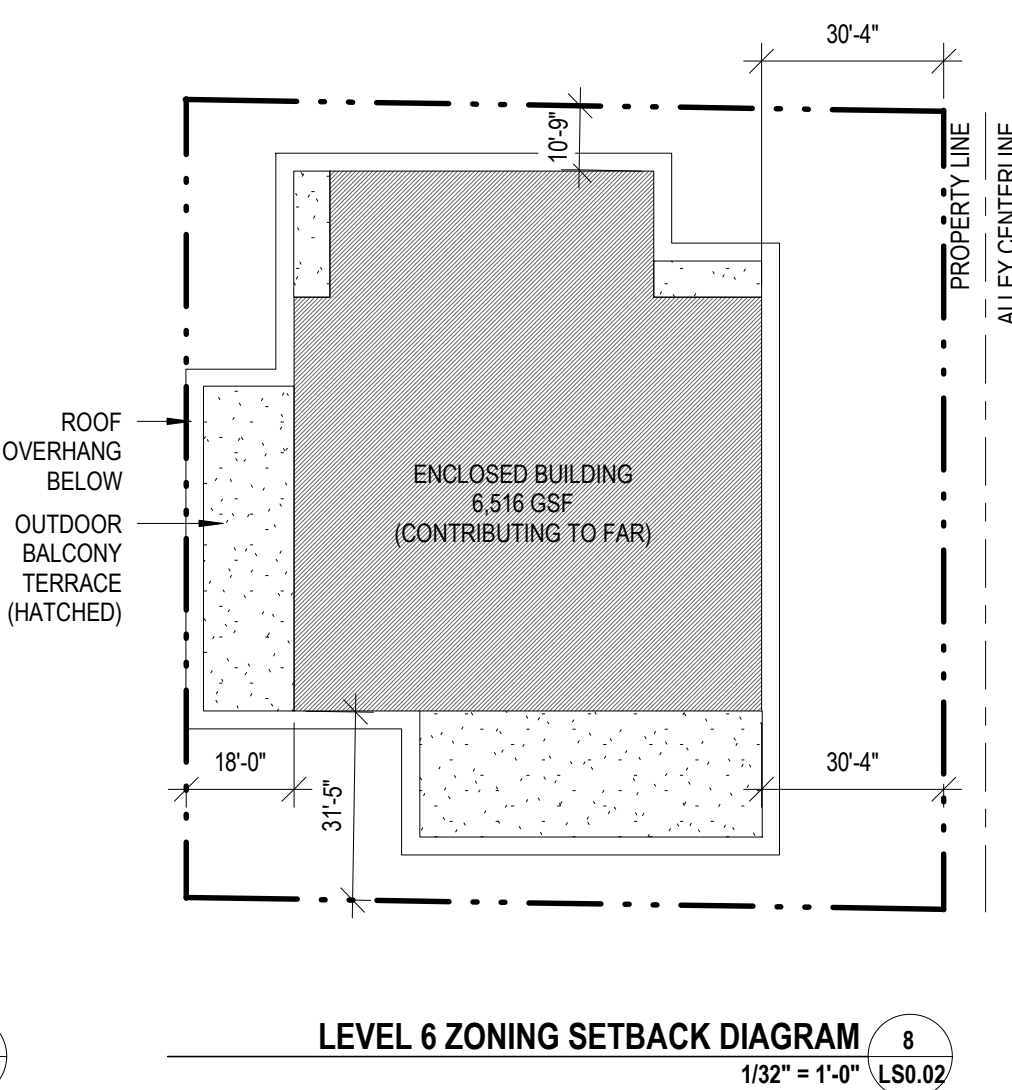 30'-4"
10'-9"
PROPERTY LINE
ALLEY CENTERLINE
ROOF
OVERHANG
BELOW
OUTDOOR
BALCONY
TERRACE
(HATCHED)
ENCLOSED BUILDING
6,516 GSF
(CONTRIBUTING TO FAR)
18'-0"
31'-5"
30'-4"
LEVEL 6 ZONING SETBACK DIAGRAM
8
1/32" = 1'-0"
LS0.02